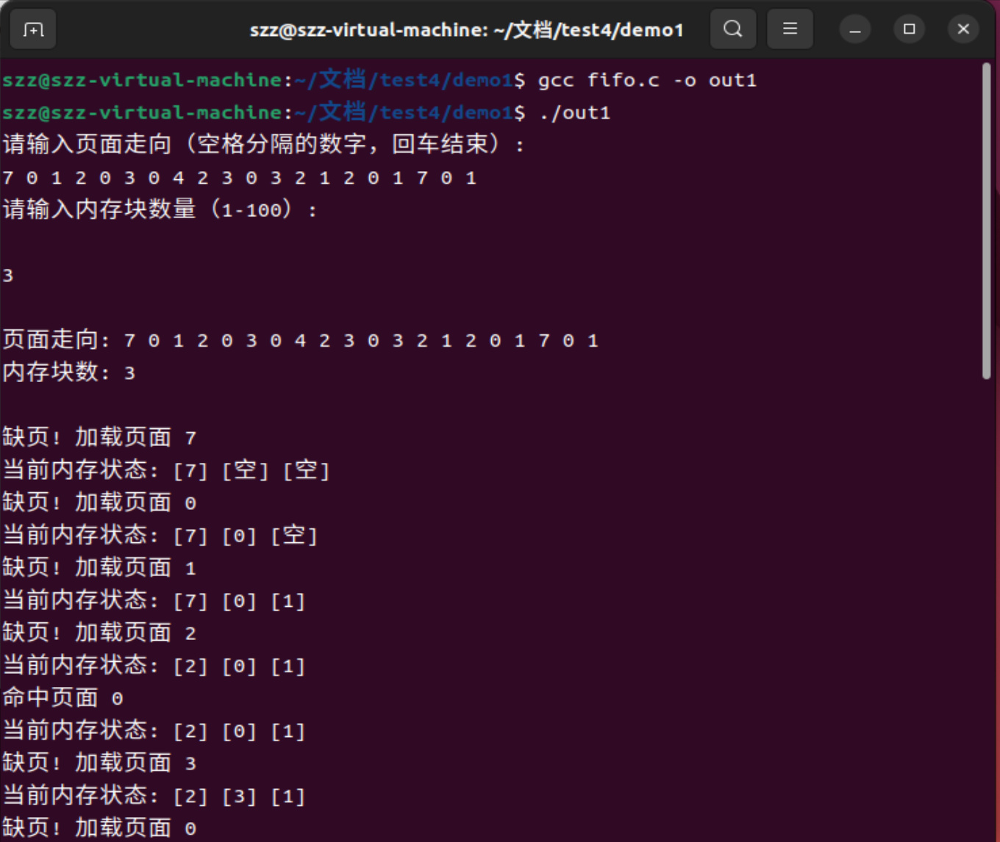 szz@szz-virtual-machine: ~/文档/test4/demo1
szz@szz-virtual-machine:~/文档/test4/demo1$ gcc fifo.c -o out1
szz@szz-virtual-machine:~/文档/test4/demo1$ ./out1
请输入页面走向（空格分隔的数字，回车结束）:
7 0 1 2 0 3 0 4 2 3 0 3 2 1 2 0 1 7 0 1
请输入内存块数量（1-100）:
3
页面走向: 7 0 1 2 0 3 0 4 2 3 0 3 2 1 2 0 1 7 0 1
内存块数: 3
缺页! 加载页面 7
当前内存状态: [7] [空] [空]
缺页! 加载页面 0
当前内存状态: [7] [0] [空]
缺页! 加载页面 1
当前内存状态: [7] [0] [1]
缺页! 加载页面 2
当前内存状态: [2] [0] [1]
命中页面 0
当前内存状态: [2] [0] [1]
缺页! 加载页面 3
当前内存状态: [2] [3] [1]
缺页! 加载页面 0